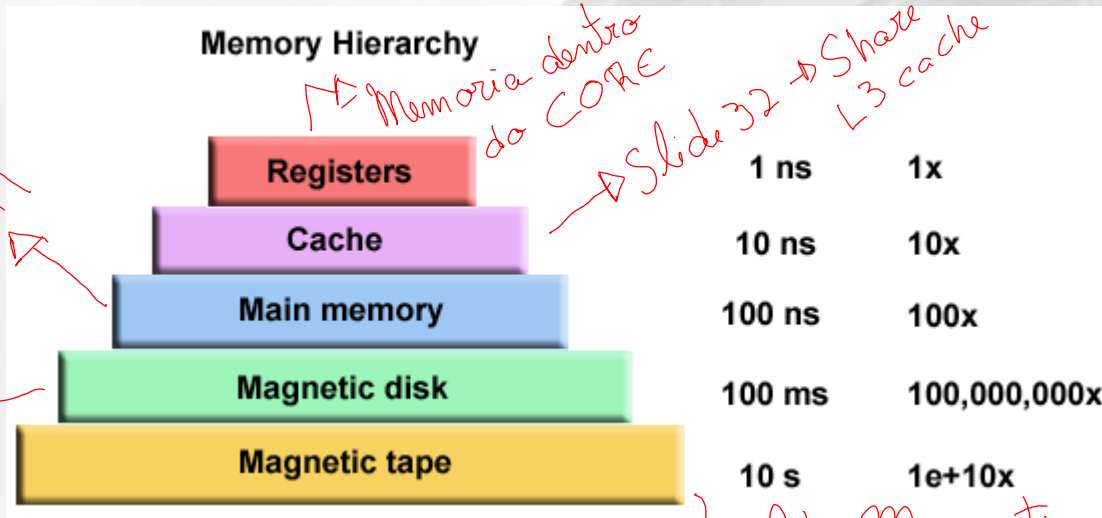 Memory Hierarchy
Memoria dentro
do CORE
Slide 32 → Share
L3 cache
Registers 1 ns 1x
Cache 10 ns 10x
Main memory 100 ns 100x
Magnetic disk 100 ms 100,000,000x
Magnetic tape 10 s 1e+10x